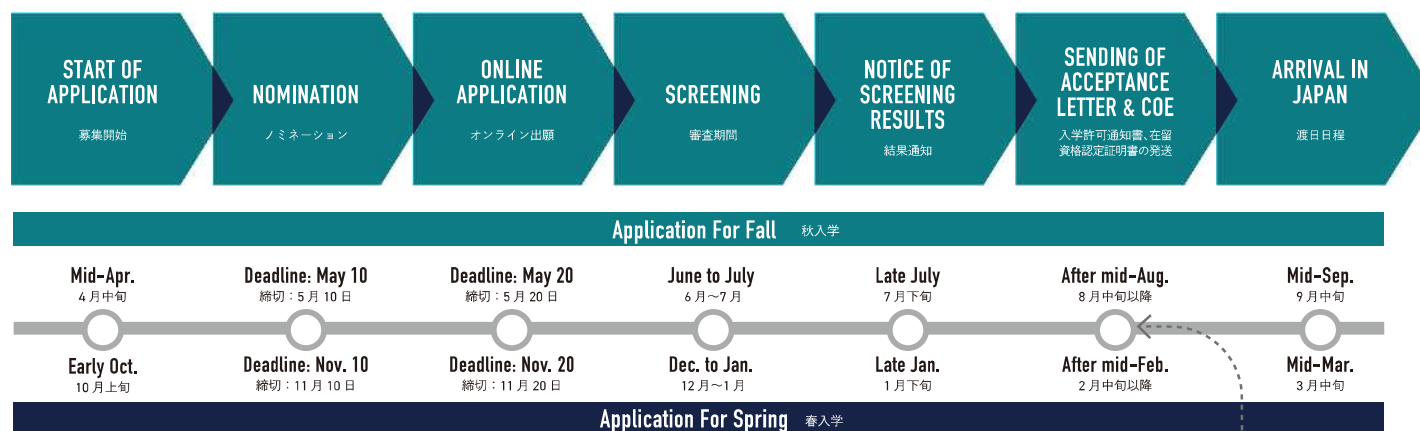 START OF
APPLICATION
募集開始
NOMINATION
ノミネーション
ONLINE
APPLICATION
オンライン出願
SCREENING
審査期間
NOTICE OF
SCREENING
RESULTS
結果通知
SENDING OF
ACCEPTANCE
LETTER & COE
入学許可通知書、在留
資格認定証明書の発送
ARRIVAL IN
JAPAN
渡日日程
Application For Fall 秋入学
Mid-Apr.
4月中旬
Deadline: May 10
締切：5月10日
Deadline: May 20
締切：5月20日
June to July
6月～7月
Late July
7月下旬
After mid-Aug.
8月中旬以降
Mid-Sep.
9月中旬
Early Oct.
10月上旬
Deadline: Nov. 10
締切：11月10日
Deadline: Nov. 20
締切：11月20日
Dec. to Jan.
12月～1月
Late Jan.
1月下旬
After mid-Feb.
2月中旬以降
Mid-Mar.
3月中旬
Application For Spring 春入学